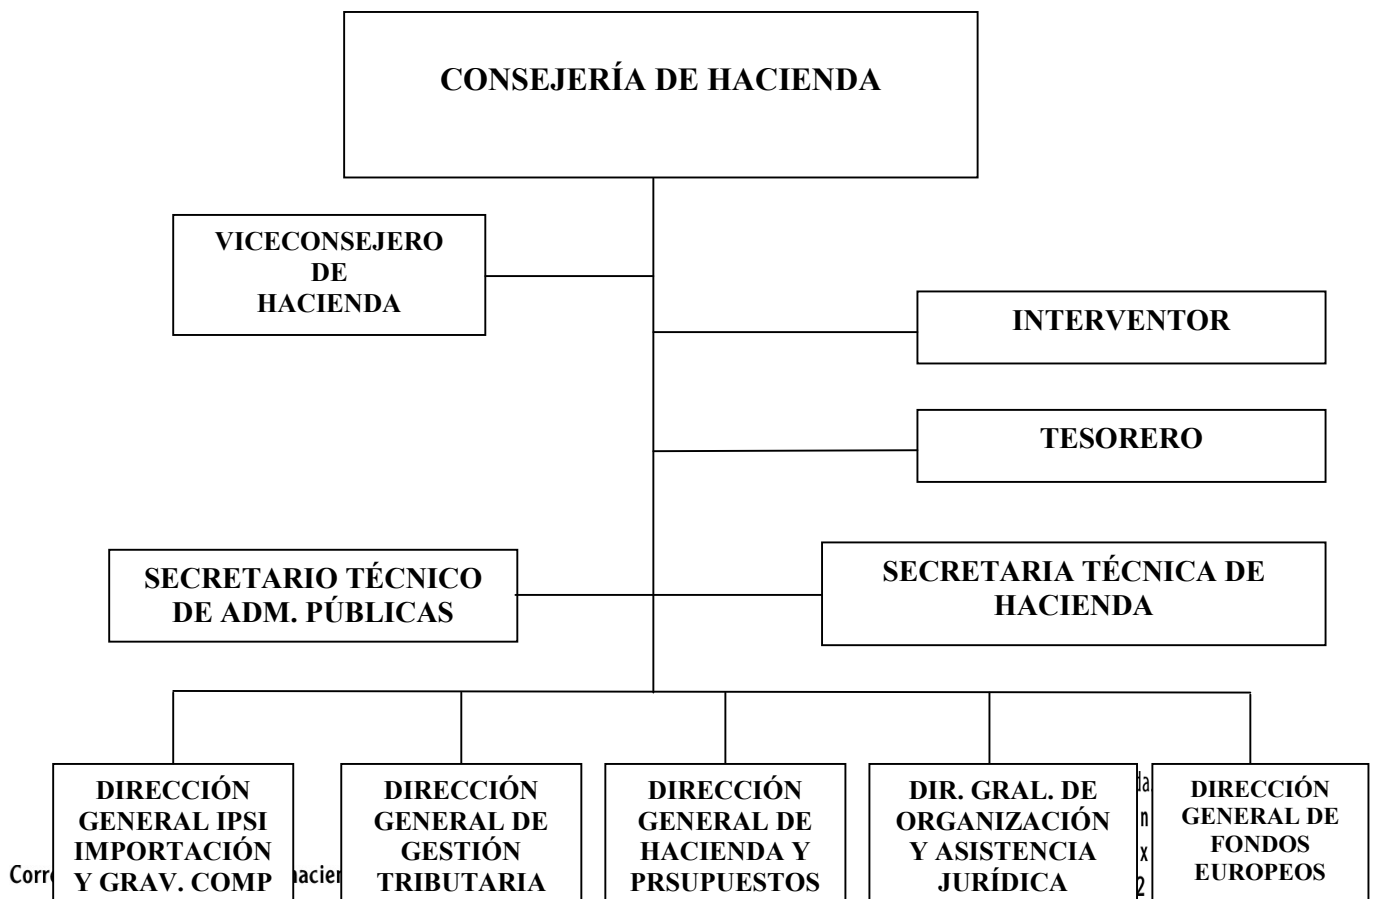 CONSEJERÍA DE HACIENDA
VICECONSEJERO
DE
HACIENDA
INTERVENTOR
TESORERO
SECRETARIO TÉCNICO
DE ADM. PÚBLICAS
SECRETARIA TÉCNICA DE
HACIENDA
DIRECCIÓN
GENERAL IPSI
IMPORTACIÓN
Y GRAV. COMP
DIRECCIÓN
GENERAL DE
GESTIÓN
TRIBUTARIA
DIRECCIÓN
GENERAL DE
HACIENDA Y
PRSUPUESTOS
DIR. GRAL. DE
ORGANIZACIÓN
Y ASISTENCIA
JURÍDICA
DIRECCIÓN
GENERAL DE
FONDOS
EUROPEOS